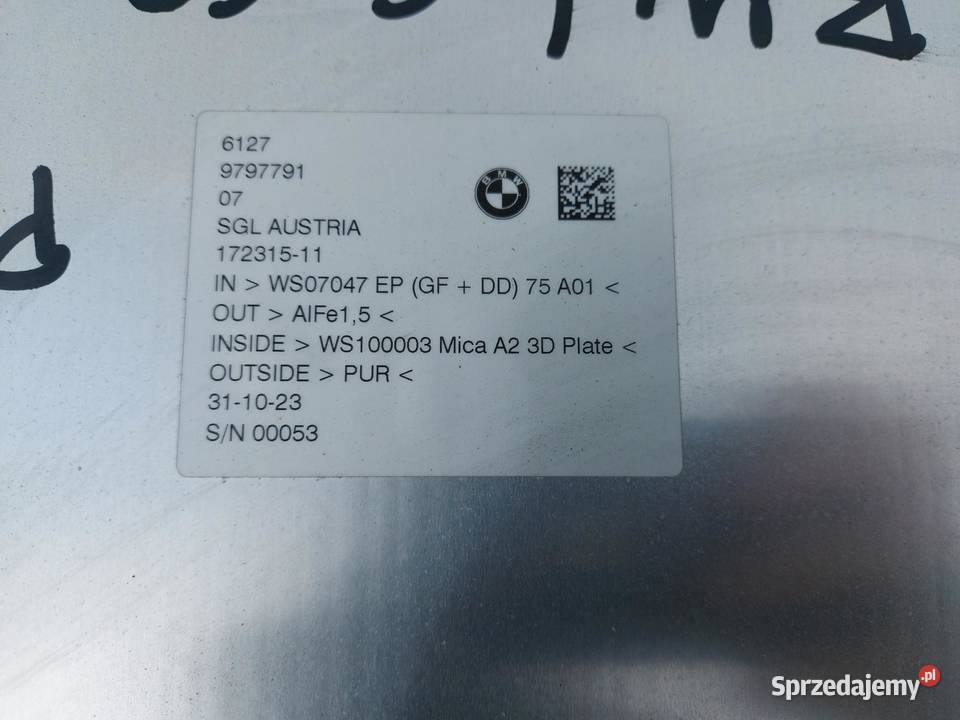 6127
9797791
07
SGL AUSTRIA
172315-11
IN > WS07047 EP (GF + DD) 75 A01 <
OUT > AlFe1,5 <
INSIDE > WS100003 Mica A2 3D Plate <
OUTSIDE > PUR <
31-10-23
S/N 00053
BMW
Sprzedajemy.pl